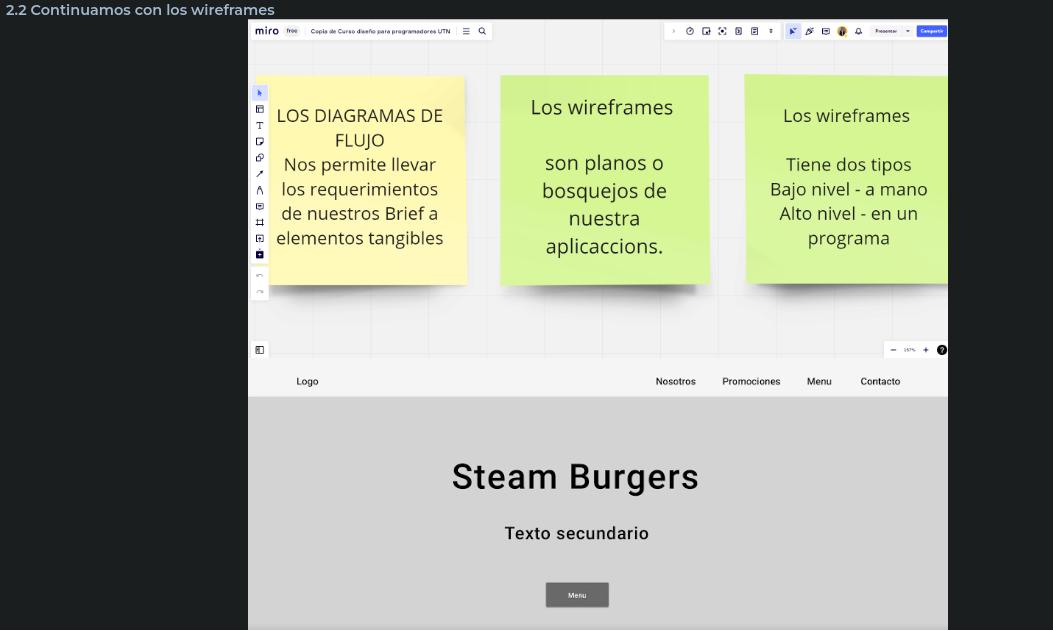 2.2 Continuamos con los wireframes
miro free Copia de Curso diseño para programadores UTN
Presentar Compartir
LOS DIAGRAMAS DE
FLUJO
Nos permite llevar
los requerimientos
de nuestros Brief a
elementos tangibles
Los wireframes
son planos o
bosquejos de
nuestra
aplicaccions.
Los wireframes
Tiene dos tipos
Bajo nivel - a mano
Alto nivel - en un
programa
167%
Logo Nosotros Promociones Menu Contacto
Steam Burgers
Texto secundario
Menu